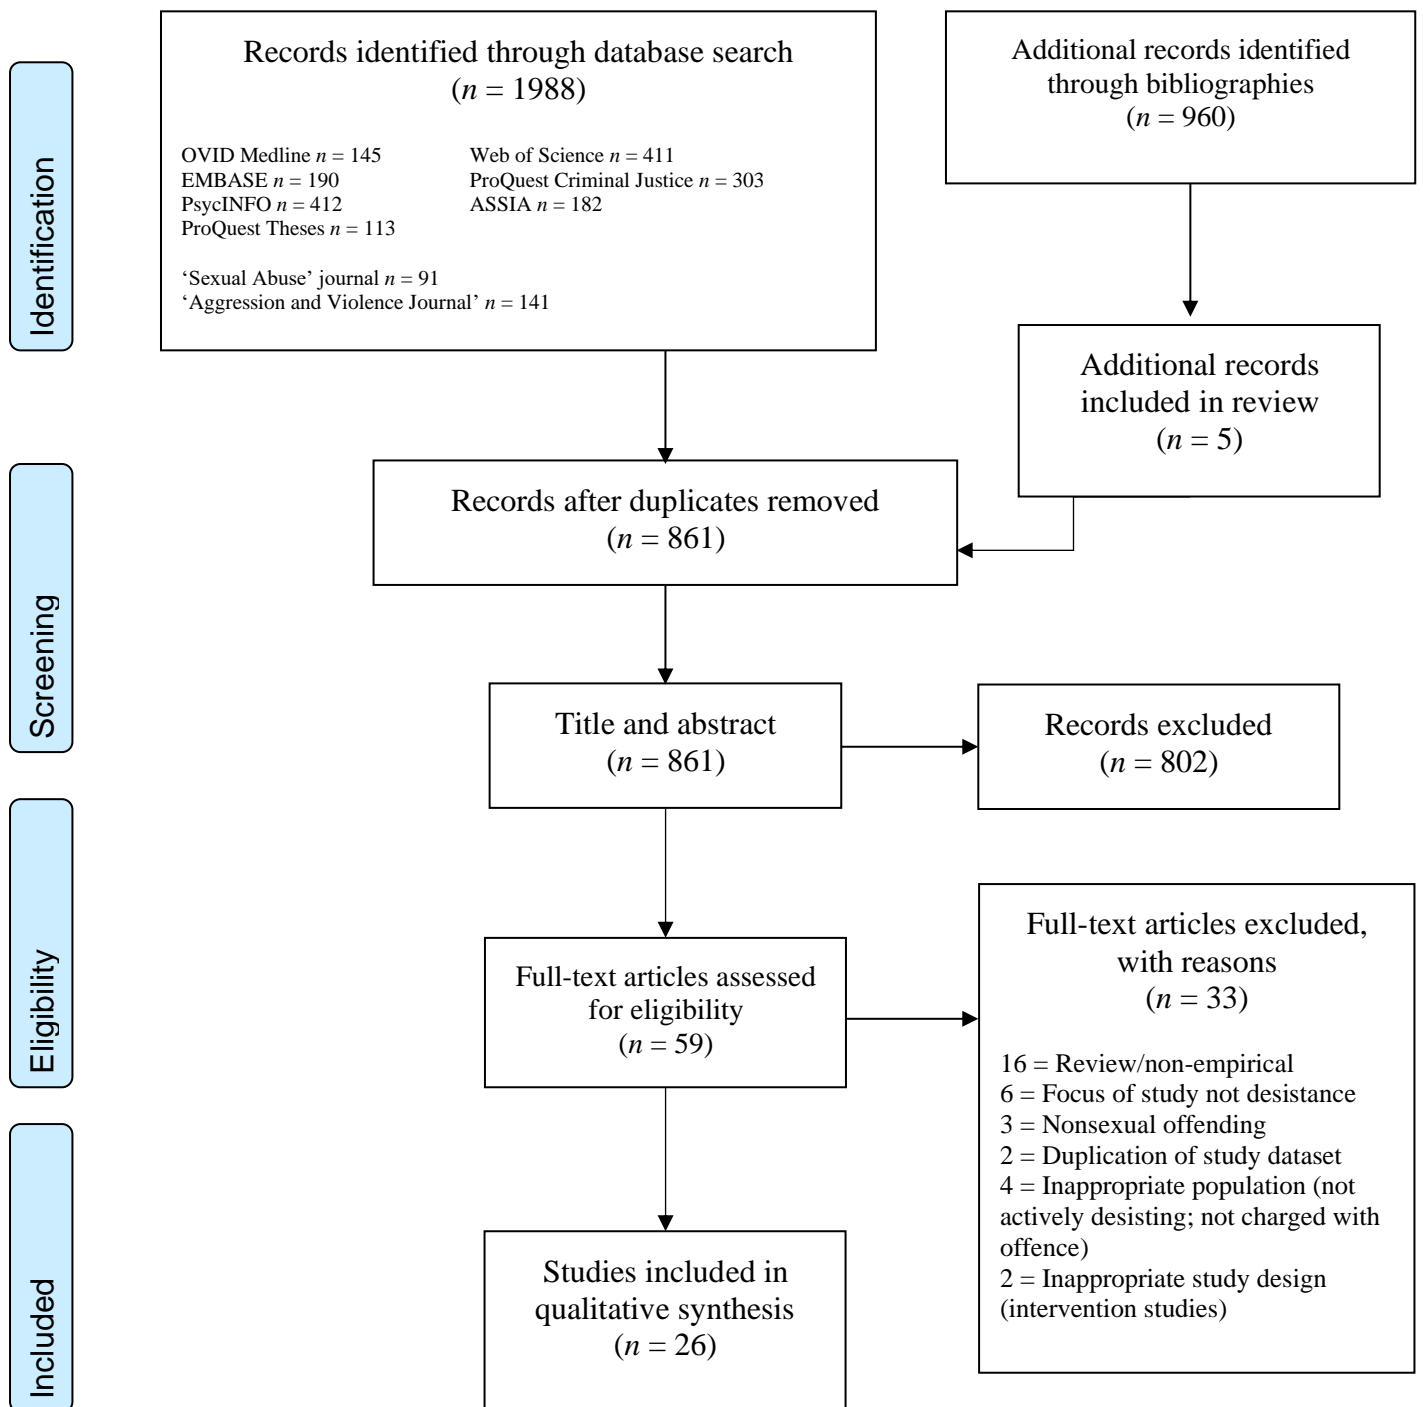 Identification
Records identified through database search
(n = 1988)
OVID Medline n = 145
EMBASE n = 190
PsycINFO n = 412
ProQuest Theses n = 113
Web of Science n = 411
ProQuest Criminal Justice n = 303
ASSIA n = 182
‘Sexual Abuse’ journal n = 91
‘Aggression and Violence Journal’ n = 141
Additional records identified
through bibliographies
(n = 960)
Additional records
included in review
(n = 5)
Screening
Records after duplicates removed
(n = 861)
Title and abstract
(n = 861)
Records excluded
(n = 802)
Eligibility
Full-text articles assessed
for eligibility
(n = 59)
Full-text articles excluded,
with reasons
(n = 33)
16 = Review/non-empirical
6 = Focus of study not desistance
3 = Nonsexual offending
2 = Duplication of study dataset
4 = Inappropriate population (not
actively desisting; not charged with
offence)
2 = Inappropriate study design
(intervention studies)
Included
Studies included in
qualitative synthesis
(n = 26)